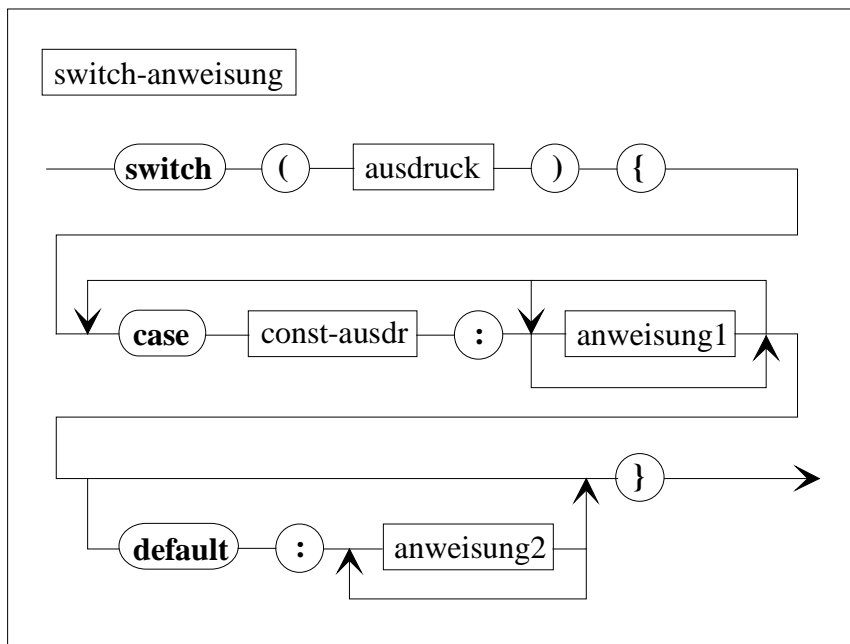 switch-anweisung
switch ( ausdruck ) {
case const-ausdr : anweisung1
}
default : anweisung2